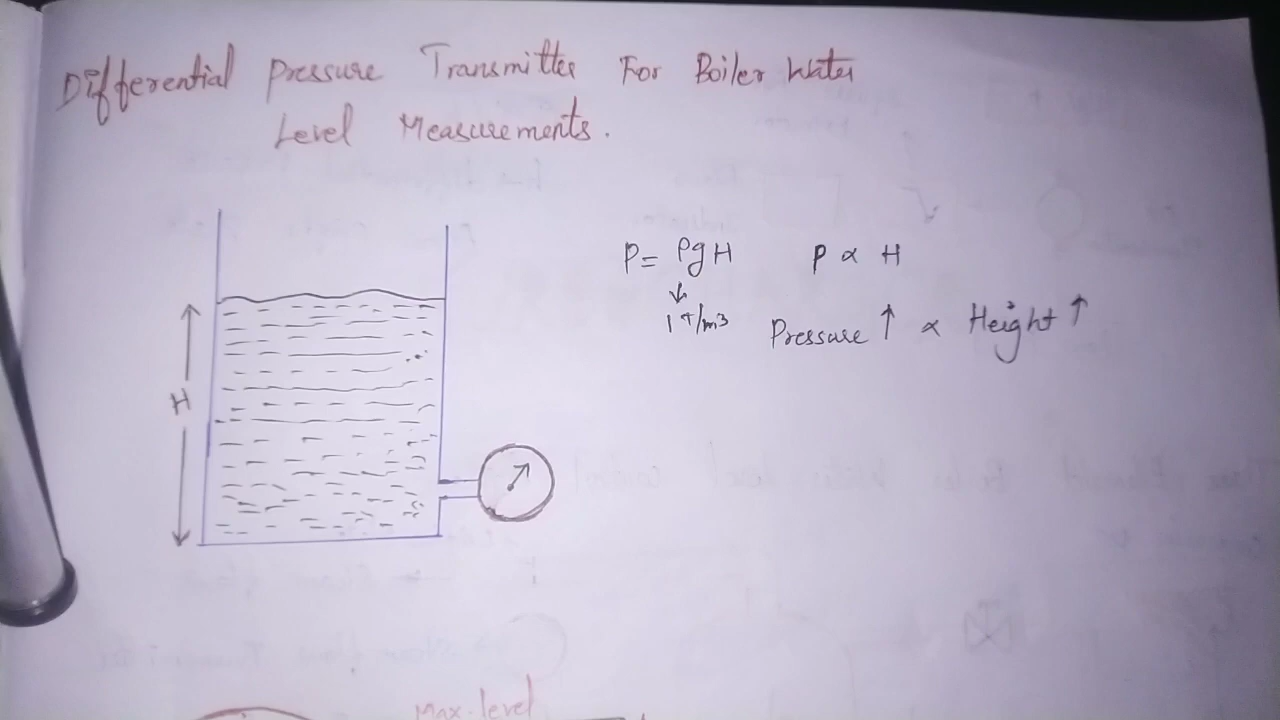 Differential Pressure Transmitter For Boiler Water
Level Measurements.
P = ρgH P ∝ H
1T/m3 Pressure ↑ ∝ Height ↑
H
Max. level